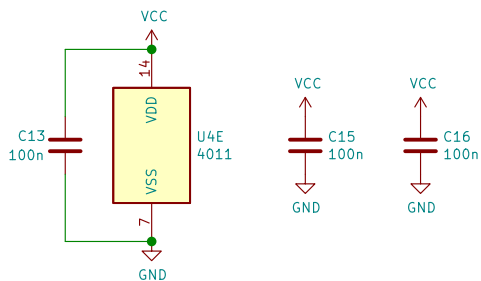 VCC
14
VDD
C13
100n
U4E
4011
VSS
7
GND
VCC
C15
100n
GND
VCC
C16
100n
GND